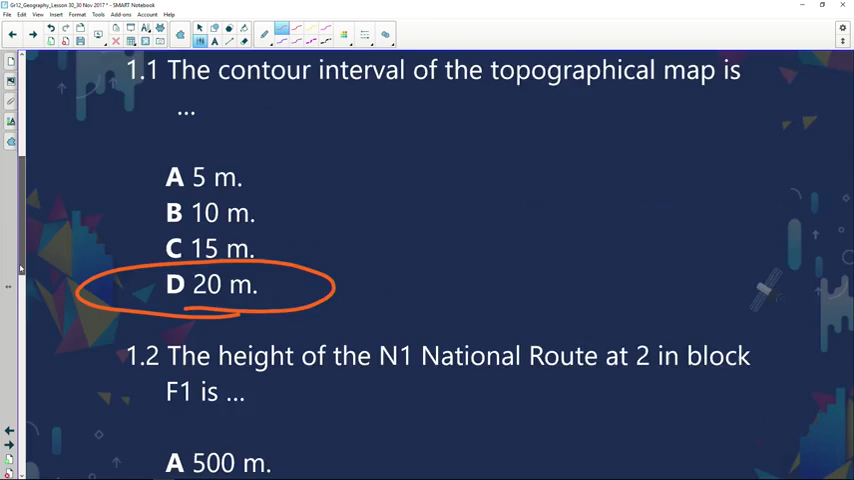 Gr12_Geography_Lesson 30_30 Nov 2017 * - SMART Notebook
File Edit View Insert Format Tools Add-ons Account Help
1.1 The contour interval of the topographical map is
...
A 5 m.
B 10 m.
C 15 m.
D 20 m.
1.2 The height of the N1 National Route at 2 in block
F1 is ...
A 500 m.